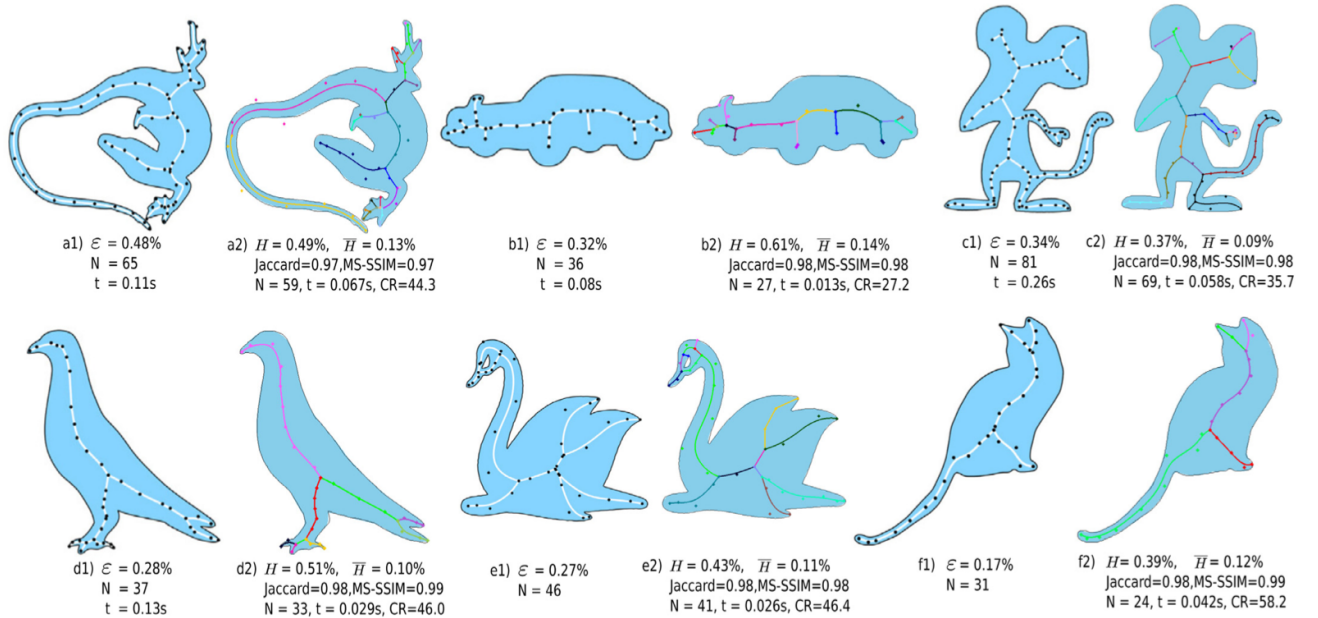 a1) ε = 0.48%
N = 65
t = 0.11s
a2) H = 0.49%, H̅ = 0.13%
Jaccard=0.97,MS-SSIM=0.97
N = 59, t = 0.067s, CR=44.3
b1) ε = 0.32%
N = 36
t = 0.08s
b2) H = 0.61%, H̅ = 0.14%
Jaccard=0.98,MS-SSIM=0.98
N = 27, t = 0.013s, CR=27.2
c1) ε = 0.34%
N = 81
t = 0.26s
c2) H = 0.37%, H̅ = 0.09%
Jaccard=0.98,MS-SSIM=0.98
N = 69, t = 0.058s, CR=35.7
d1) ε = 0.28%
N = 37
t = 0.13s
d2) H = 0.51%, H̅ = 0.10%
Jaccard=0.98,MS-SSIM=0.99
N = 33, t = 0.029s, CR=46.0
e1) ε = 0.27%
N = 46
e2) H = 0.43%, H̅ = 0.11%
Jaccard=0.98,MS-SSIM=0.98
N = 41, t = 0.026s, CR=46.4
f1) ε = 0.17%
N = 31
f2) H= 0.39%, H̅ = 0.12%
Jaccard=0.98,MS-SSIM=0.99
N = 24, t = 0.042s, CR=58.2